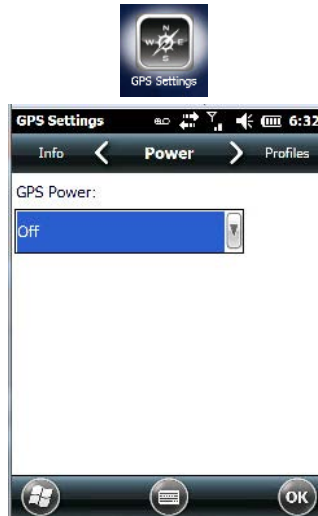 N
W E
S
GPS Settings
GPS Settings 6:32
Info Power Profiles
GPS Power:
Off
OK